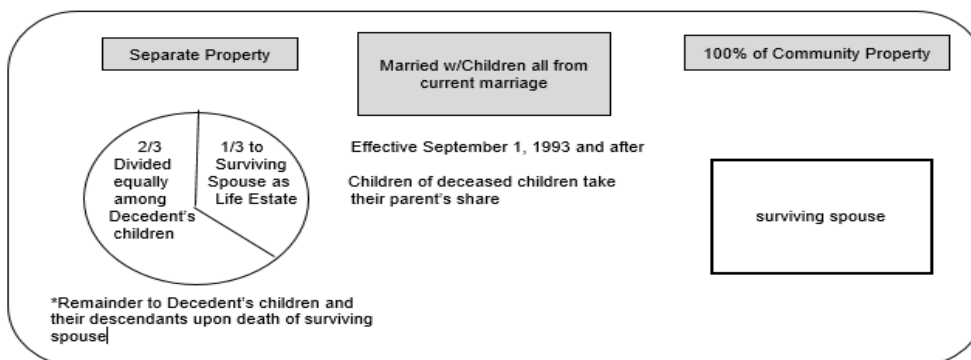 Separate Property
Married w/Children all from
current marriage
100% of Community Property
2/3
Divided
equally
among
Decedent's
children
1/3 to
Surviving
Spouse as
Life Estate
Effective September 1, 1993 and after
Children of deceased children take
their parent's share
surviving spouse
*Remainder to Decedent's children and
their descendants upon death of surviving
spouse